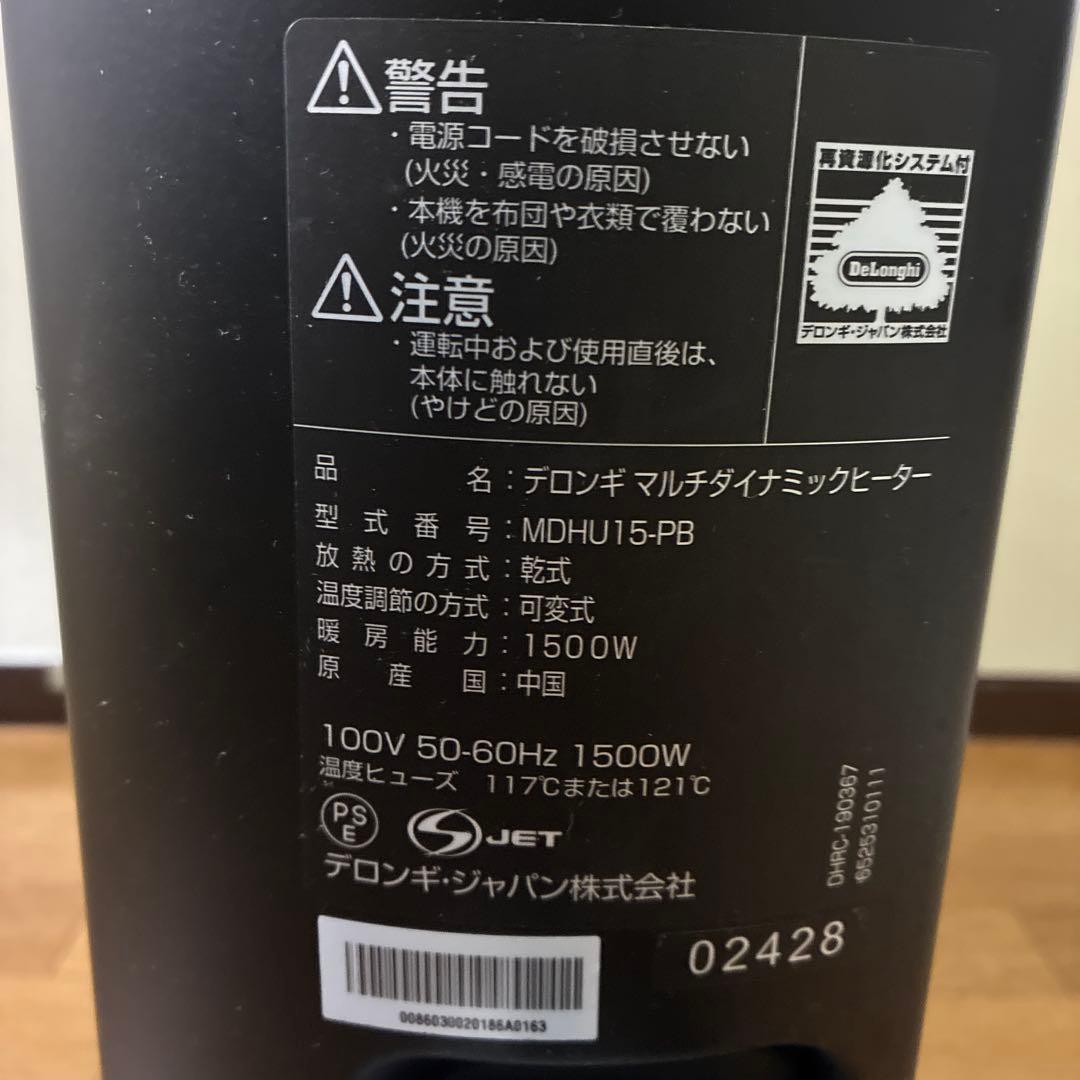 警告
・電源コードを破損させない
(火災・感電の原因)
・本機を布団や衣類で覆わない
(火災の原因)
注意
・運転中および使用直後は、
本体に触れない
(やけどの原因)
再資源化システム付
DeLonghi
デロンギ・ジャパン株式会社
品名：デロンギ マルチダイナミックヒーター
型式番号：MDHU15-PB
放熱の方式：乾式
温度調節の方式：可変式
暖房能力：1500W
原産国：中国
100V 50-60Hz 1500W
温度ヒューズ 117℃または121℃
PSE
S JET
デロンギ・ジャパン株式会社
DHRC-190367
6525310111
0086030020186A0163
02428